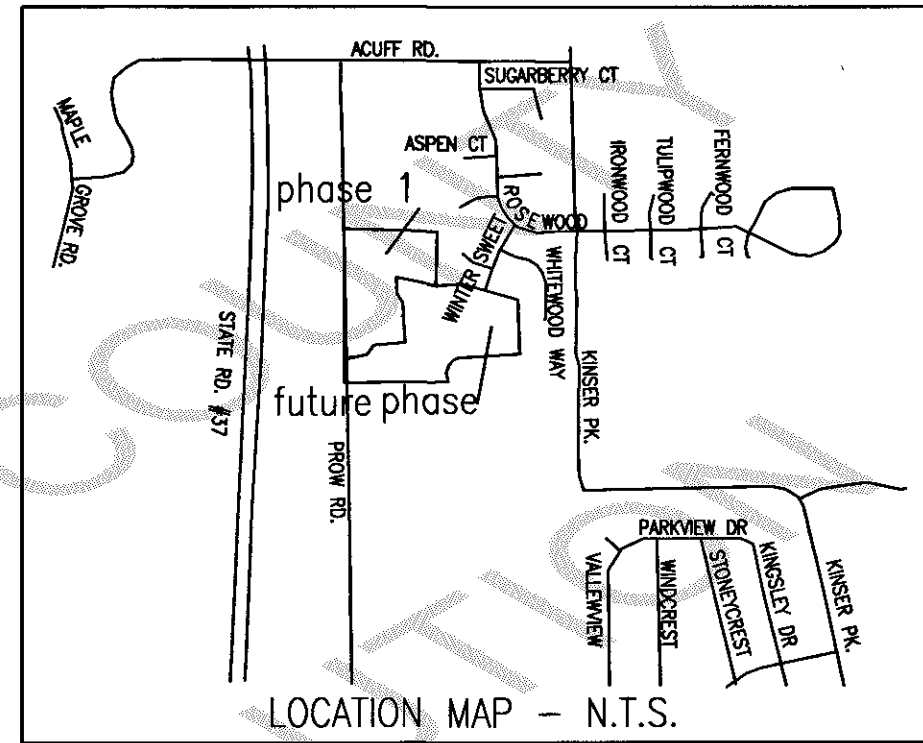 ACUFF RD.
SUGARBERRY CT
MAPLE
GROVE RD.
ASPEN CT
IRONWOOD CT
TULIPWOOD CT
FERNWOOD CT
phase 1
ROSEWOOD
WINTER SWEET
WHITEWOOD WAY
STATE RD. #37
KINSER PK.
future phase
PROW RD.
PARKVIEW DR
VALLEWVIEW
WINDCREST
STONEYCREST
KINGSLEY DR
KINSER PK.
LOCATION MAP - N.T.S.
COUNTY